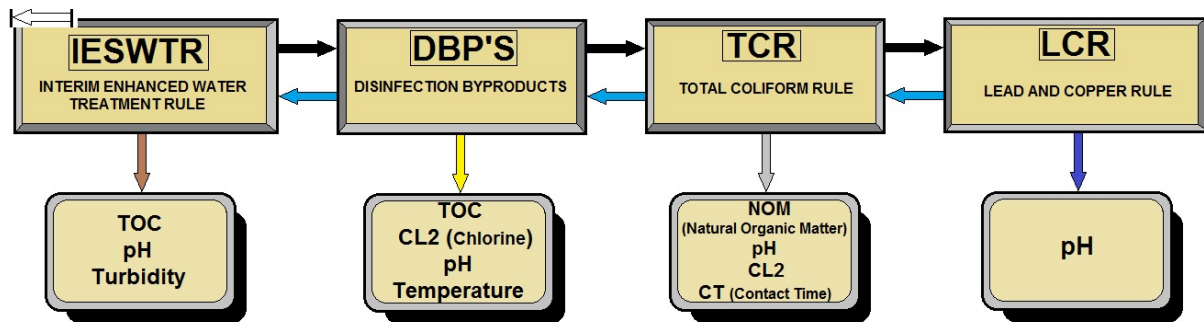 IESWTR
INTERIM ENHANCED WATER
TREATMENT RULE
DBP'S
DISINFECTION BYPRODUCTS
TCR
TOTAL COLIFORM RULE
LCR
LEAD AND COPPER RULE
TOC
pH
Turbidity
TOC
CL2 (Chlorine)
pH
Temperature
NOM
(Natural Organic Matter)
pH
CL2
CT (Contact Time)
pH